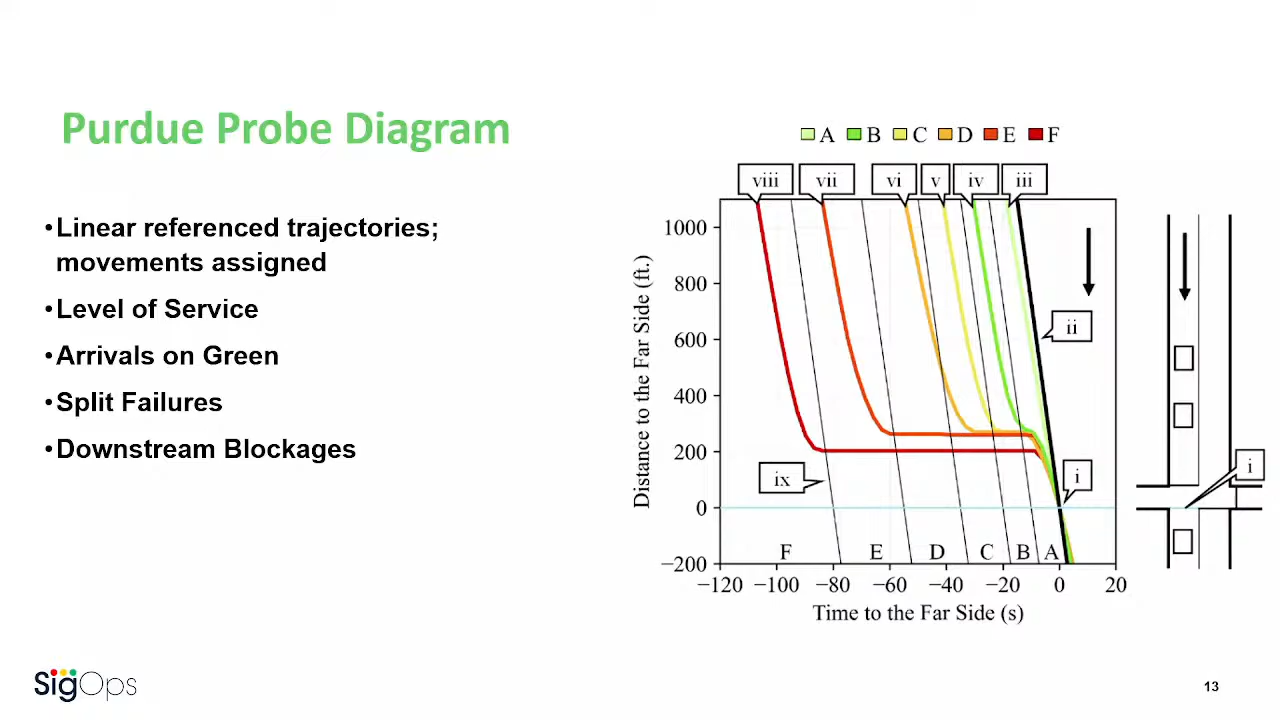 Purdue Probe Diagram
•Linear referenced trajectories;
movements assigned
•Level of Service
•Arrivals on Green
•Split Failures
•Downstream Blockages
A B C D E F
viii vii vi v iv iii
1000
800
600
400
200
0
−200
Distance to the Far Side (ft.)
ii
ix
i
i
F E D C B A
−120 −100 −80 −60 −40 −20 0 20
Time to the Far Side (s)
SigOps
13